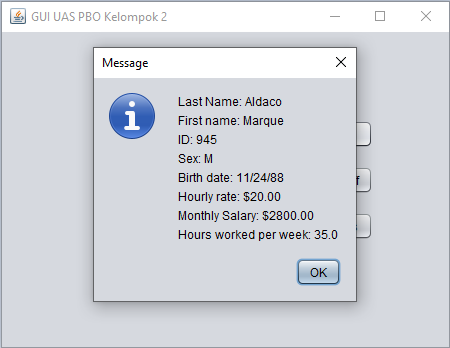 GUI UAS PBO Kelompok 2
Message
Last Name: Aldaco
First name: Marque
ID: 945
Sex: M
Birth date: 11/24/88
Hourly rate: $20.00
Monthly Salary: $2800.00
Hours worked per week: 35.0
OK